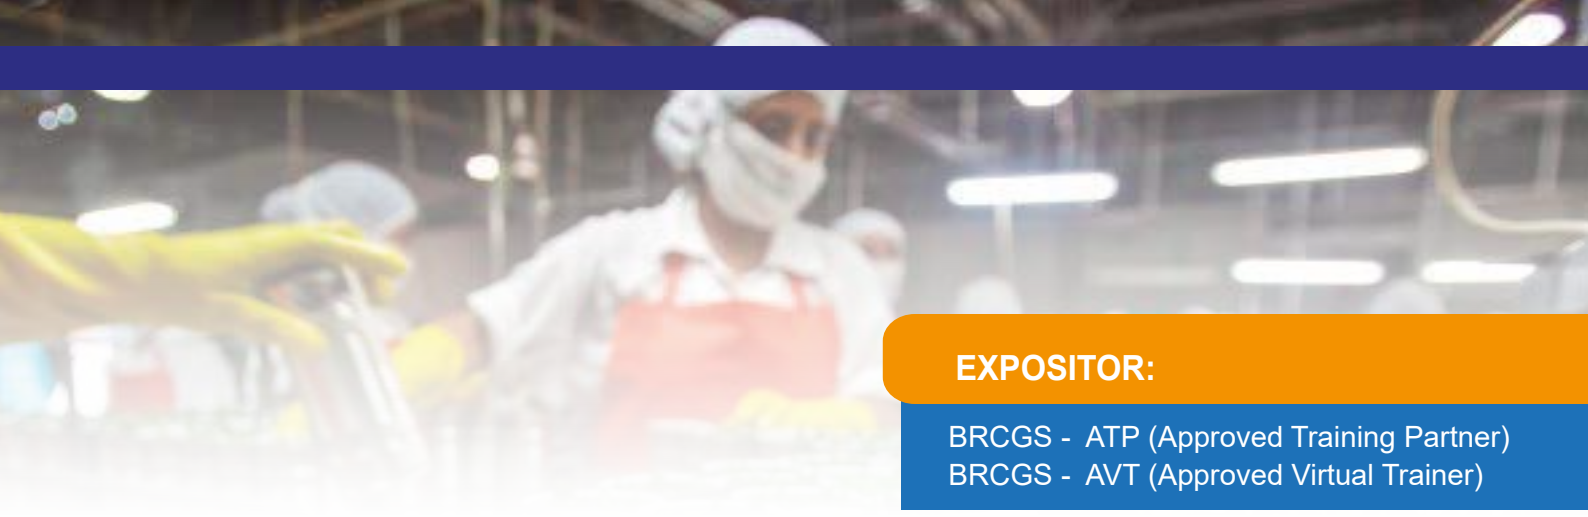 EXPOSITOR:
BRCGS - ATP (Approved Training Partner)
BRCGS - AVT (Approved Virtual Trainer)